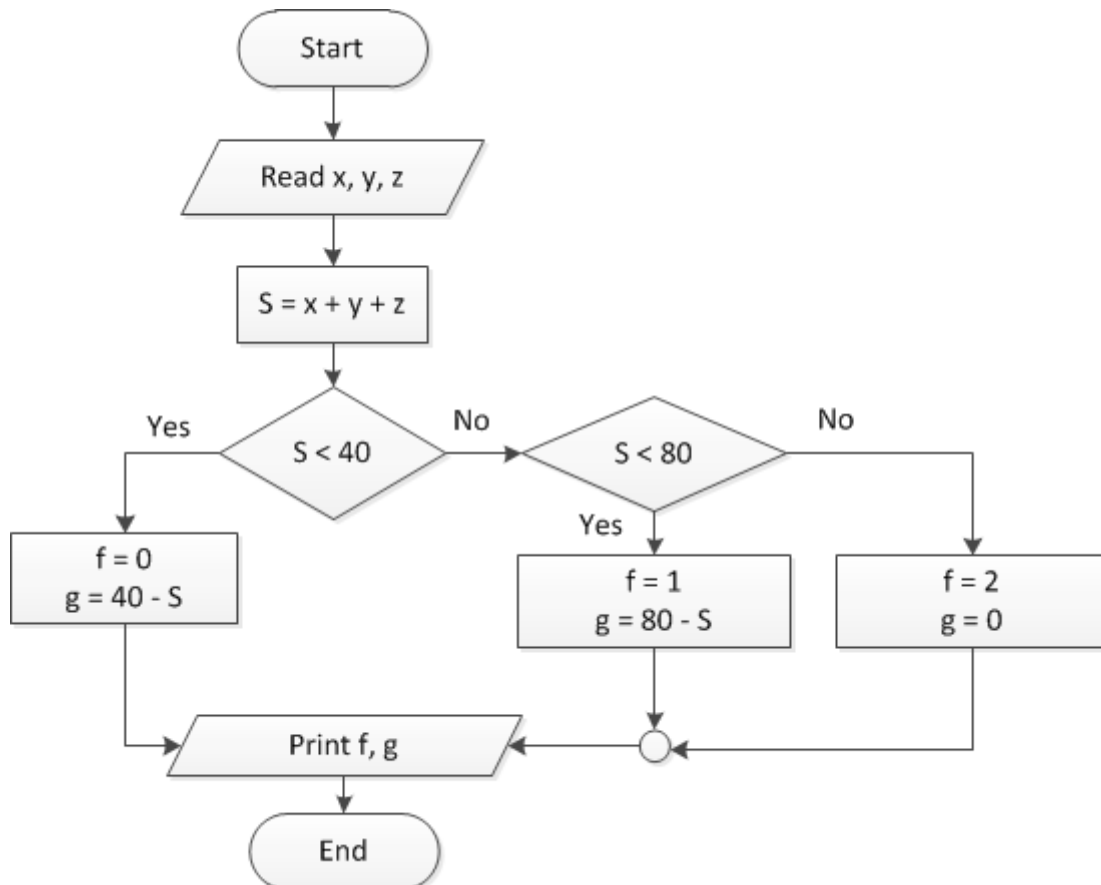 Start
Read x, y, z
S = x + y + z
Yes
S < 40
No
S < 80
No
Yes
f = 0
g = 40 - S
f = 1
g = 80 - S
f = 2
g = 0
Print f, g
End